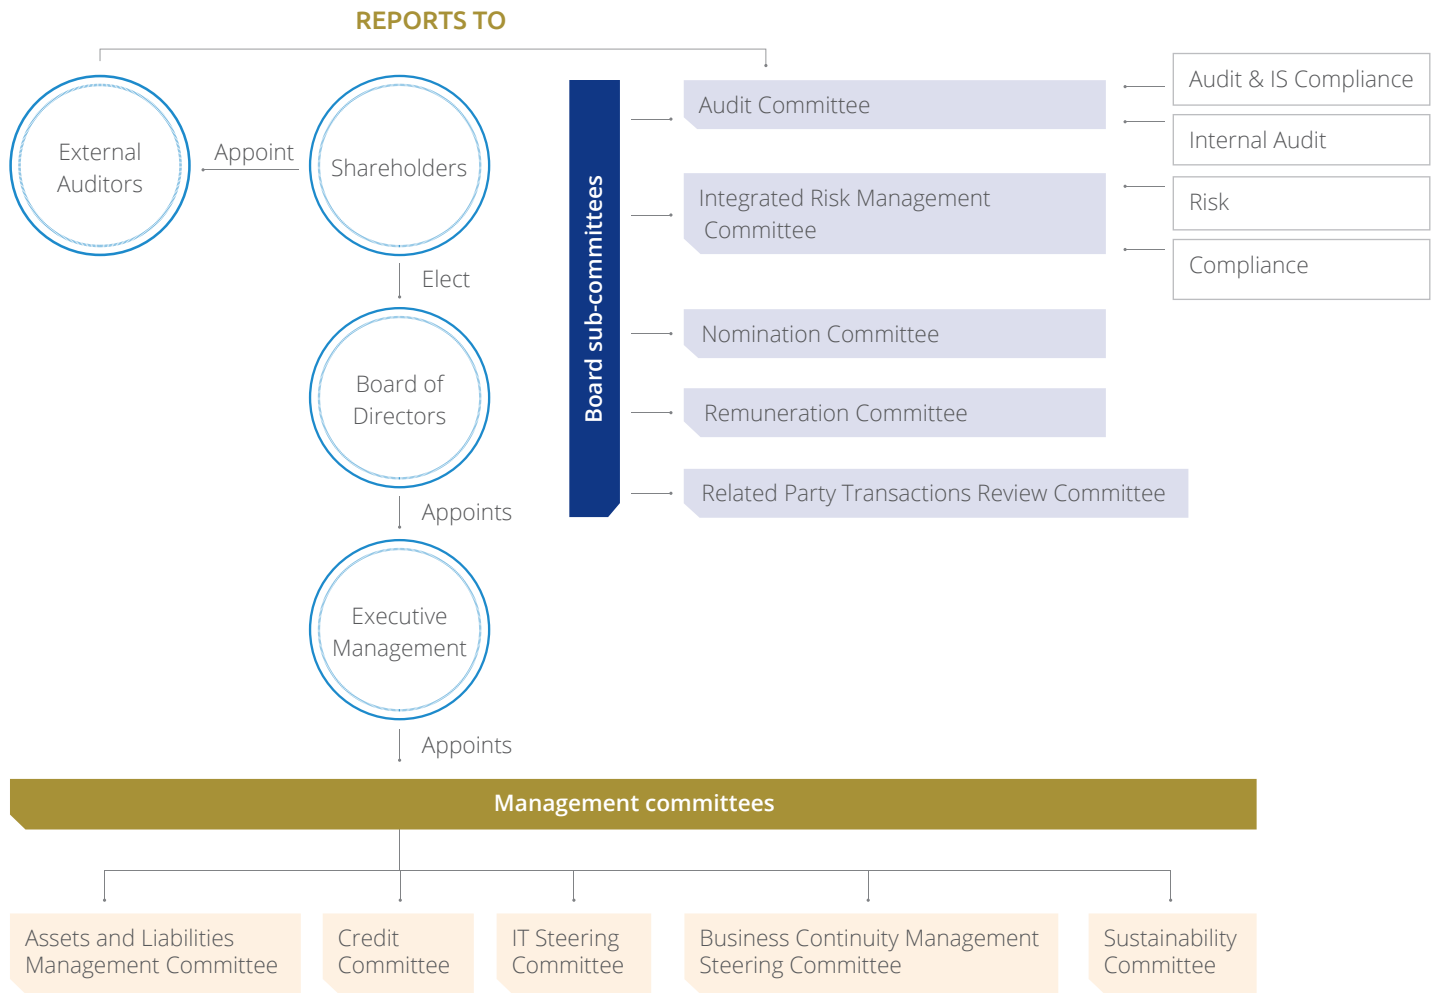 REPORTS TO
External
Auditors
Appoint
Shareholders
Elect
Board of
Directors
Appoints
Executive
Management
Appoints
Board sub-committees
Audit Committee
Integrated Risk Management
Committee
Nomination Committee
Remuneration Committee
Related Party Transactions Review Committee
Audit & IS Compliance
Internal Audit
Risk
Compliance
Management committees
Assets and Liabilities
Management Committee
Credit
Committee
IT Steering
Committee
Business Continuity Management
Steering Committee
Sustainability
Committee